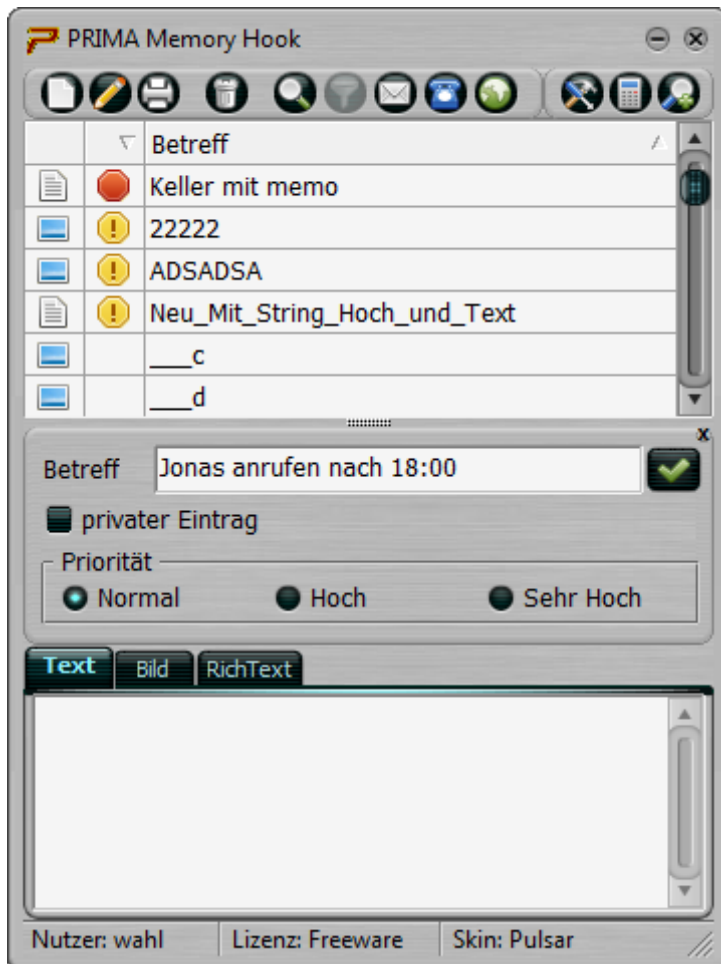 PRIMA Memory Hook
Betreff
Keller mit memo
22222
ADSADSA
Neu_Mit_String_Hoch_und_Text
___c
___d
x
Betreff Jonas anrufen nach 18:00
privater Eintrag
Priorität
Normal Hoch Sehr Hoch
Text Bild RichText
Nutzer: wahl Lizenz: Freeware Skin: Pulsar